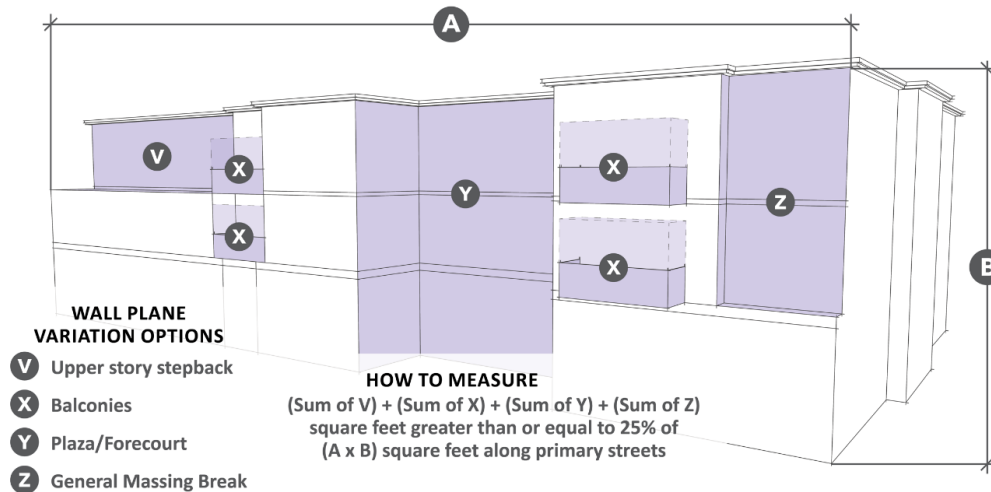 A
V
X
X
Y
X
X
Z
B
WALL PLANE
VARIATION OPTIONS
V Upper story stepback
X Balconies
Y Plaza/Forecourt
Z General Massing Break
HOW TO MEASURE
(Sum of V) + (Sum of X) + (Sum of Y) + (Sum of Z)
square feet greater than or equal to 25% of
(A x B) square feet along primary streets